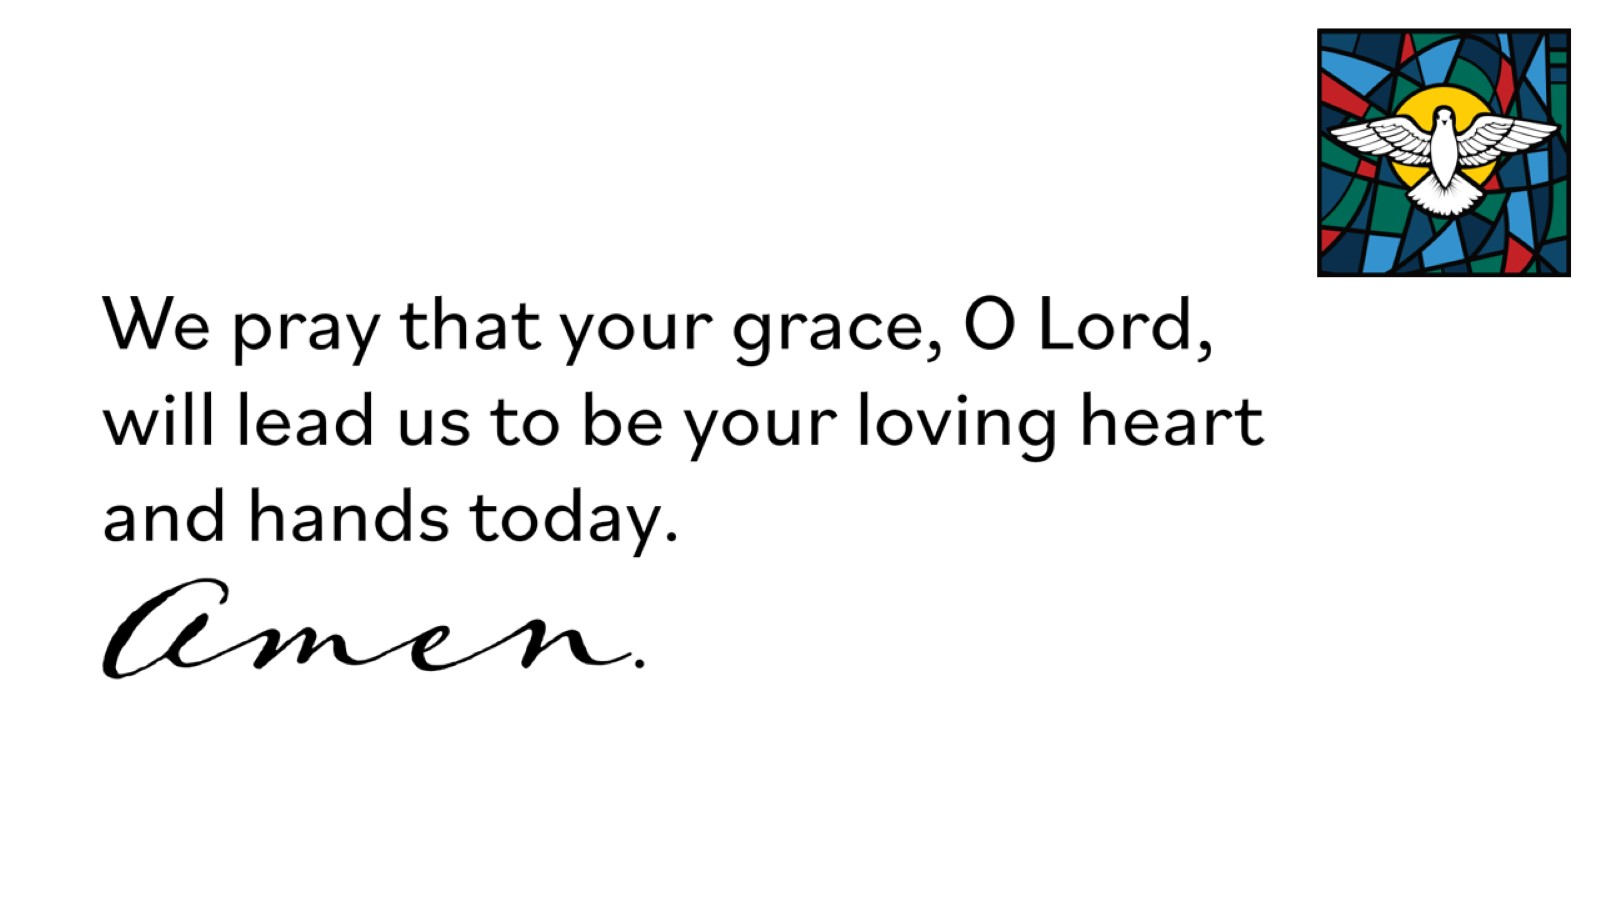 We pray that your grace, O Lord,
will lead us to be your loving heart
and hands today.
Amen.